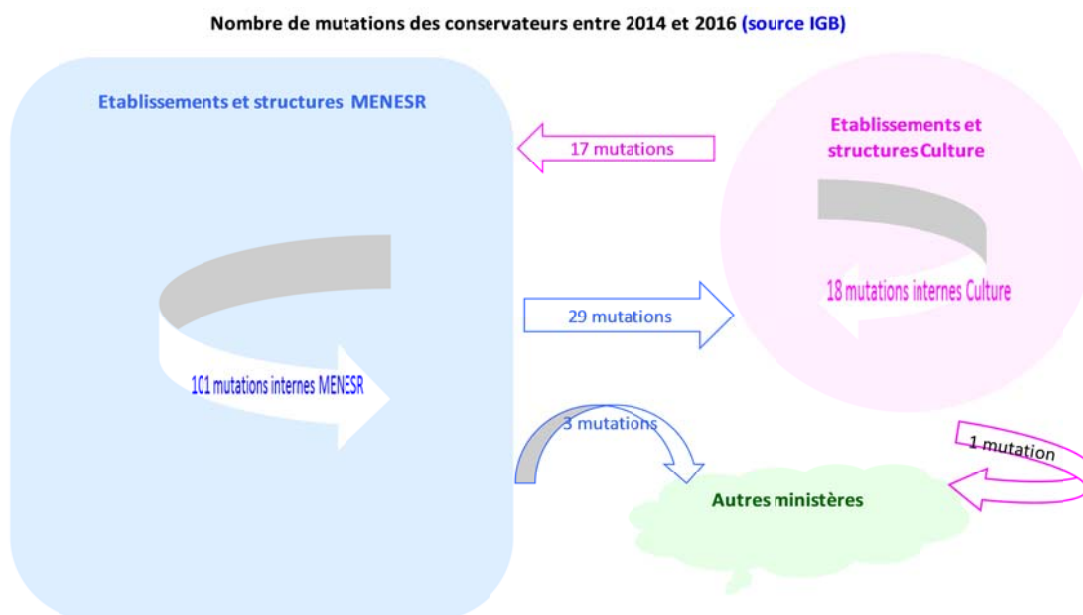 Nombre de mutations des conservateurs entre 2014 et 2016 (source IGB)
Etablissements et structures MENESR
Etablissements et
structures Culture
17 mutations
18 mutations internes Culture
29 mutations
101 mutations internes MENESR
3 mutations
1 mutation
Autres ministères